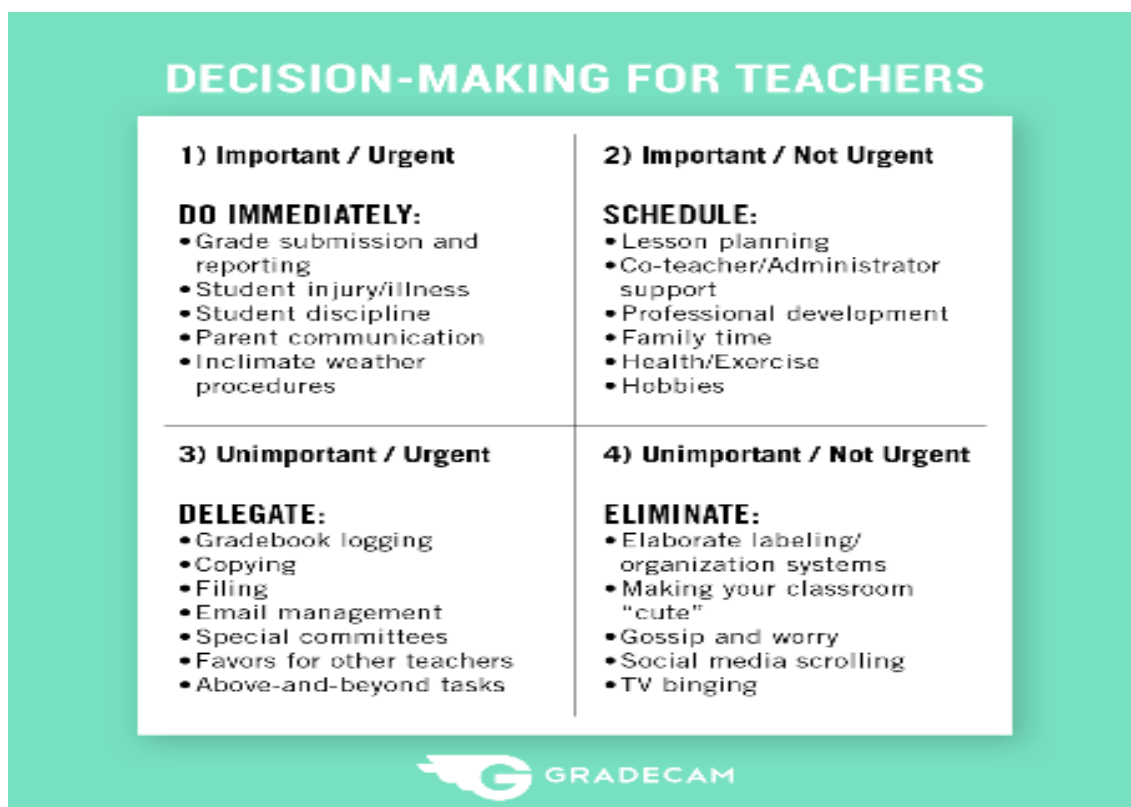 DECISION-MAKING FOR TEACHERS
1) Important / Urgent
DO IMMEDIATELY:
•Grade submission and
reporting
•Student injury/illness
•Student discipline
•Parent communication
•Inclimate weather
procedures
2) Important / Not Urgent
SCHEDULE:
•Lesson planning
•Co-teacher/Administrator
support
•Professional development
•Family time
•Health/Exercise
•Hobbies
3) Unimportant / Urgent
DELEGATE:
•Gradebook logging
•Copying
•Filing
•Email management
•Special committees
•Favors for other teachers
•Above-and-beyond tasks
4) Unimportant / Not Urgent
ELIMINATE:
•Elaborate labeling/
organization systems
•Making your classroom
“cute”
•Gossip and worry
•Social media scrolling
•TV binging
GRADECAM